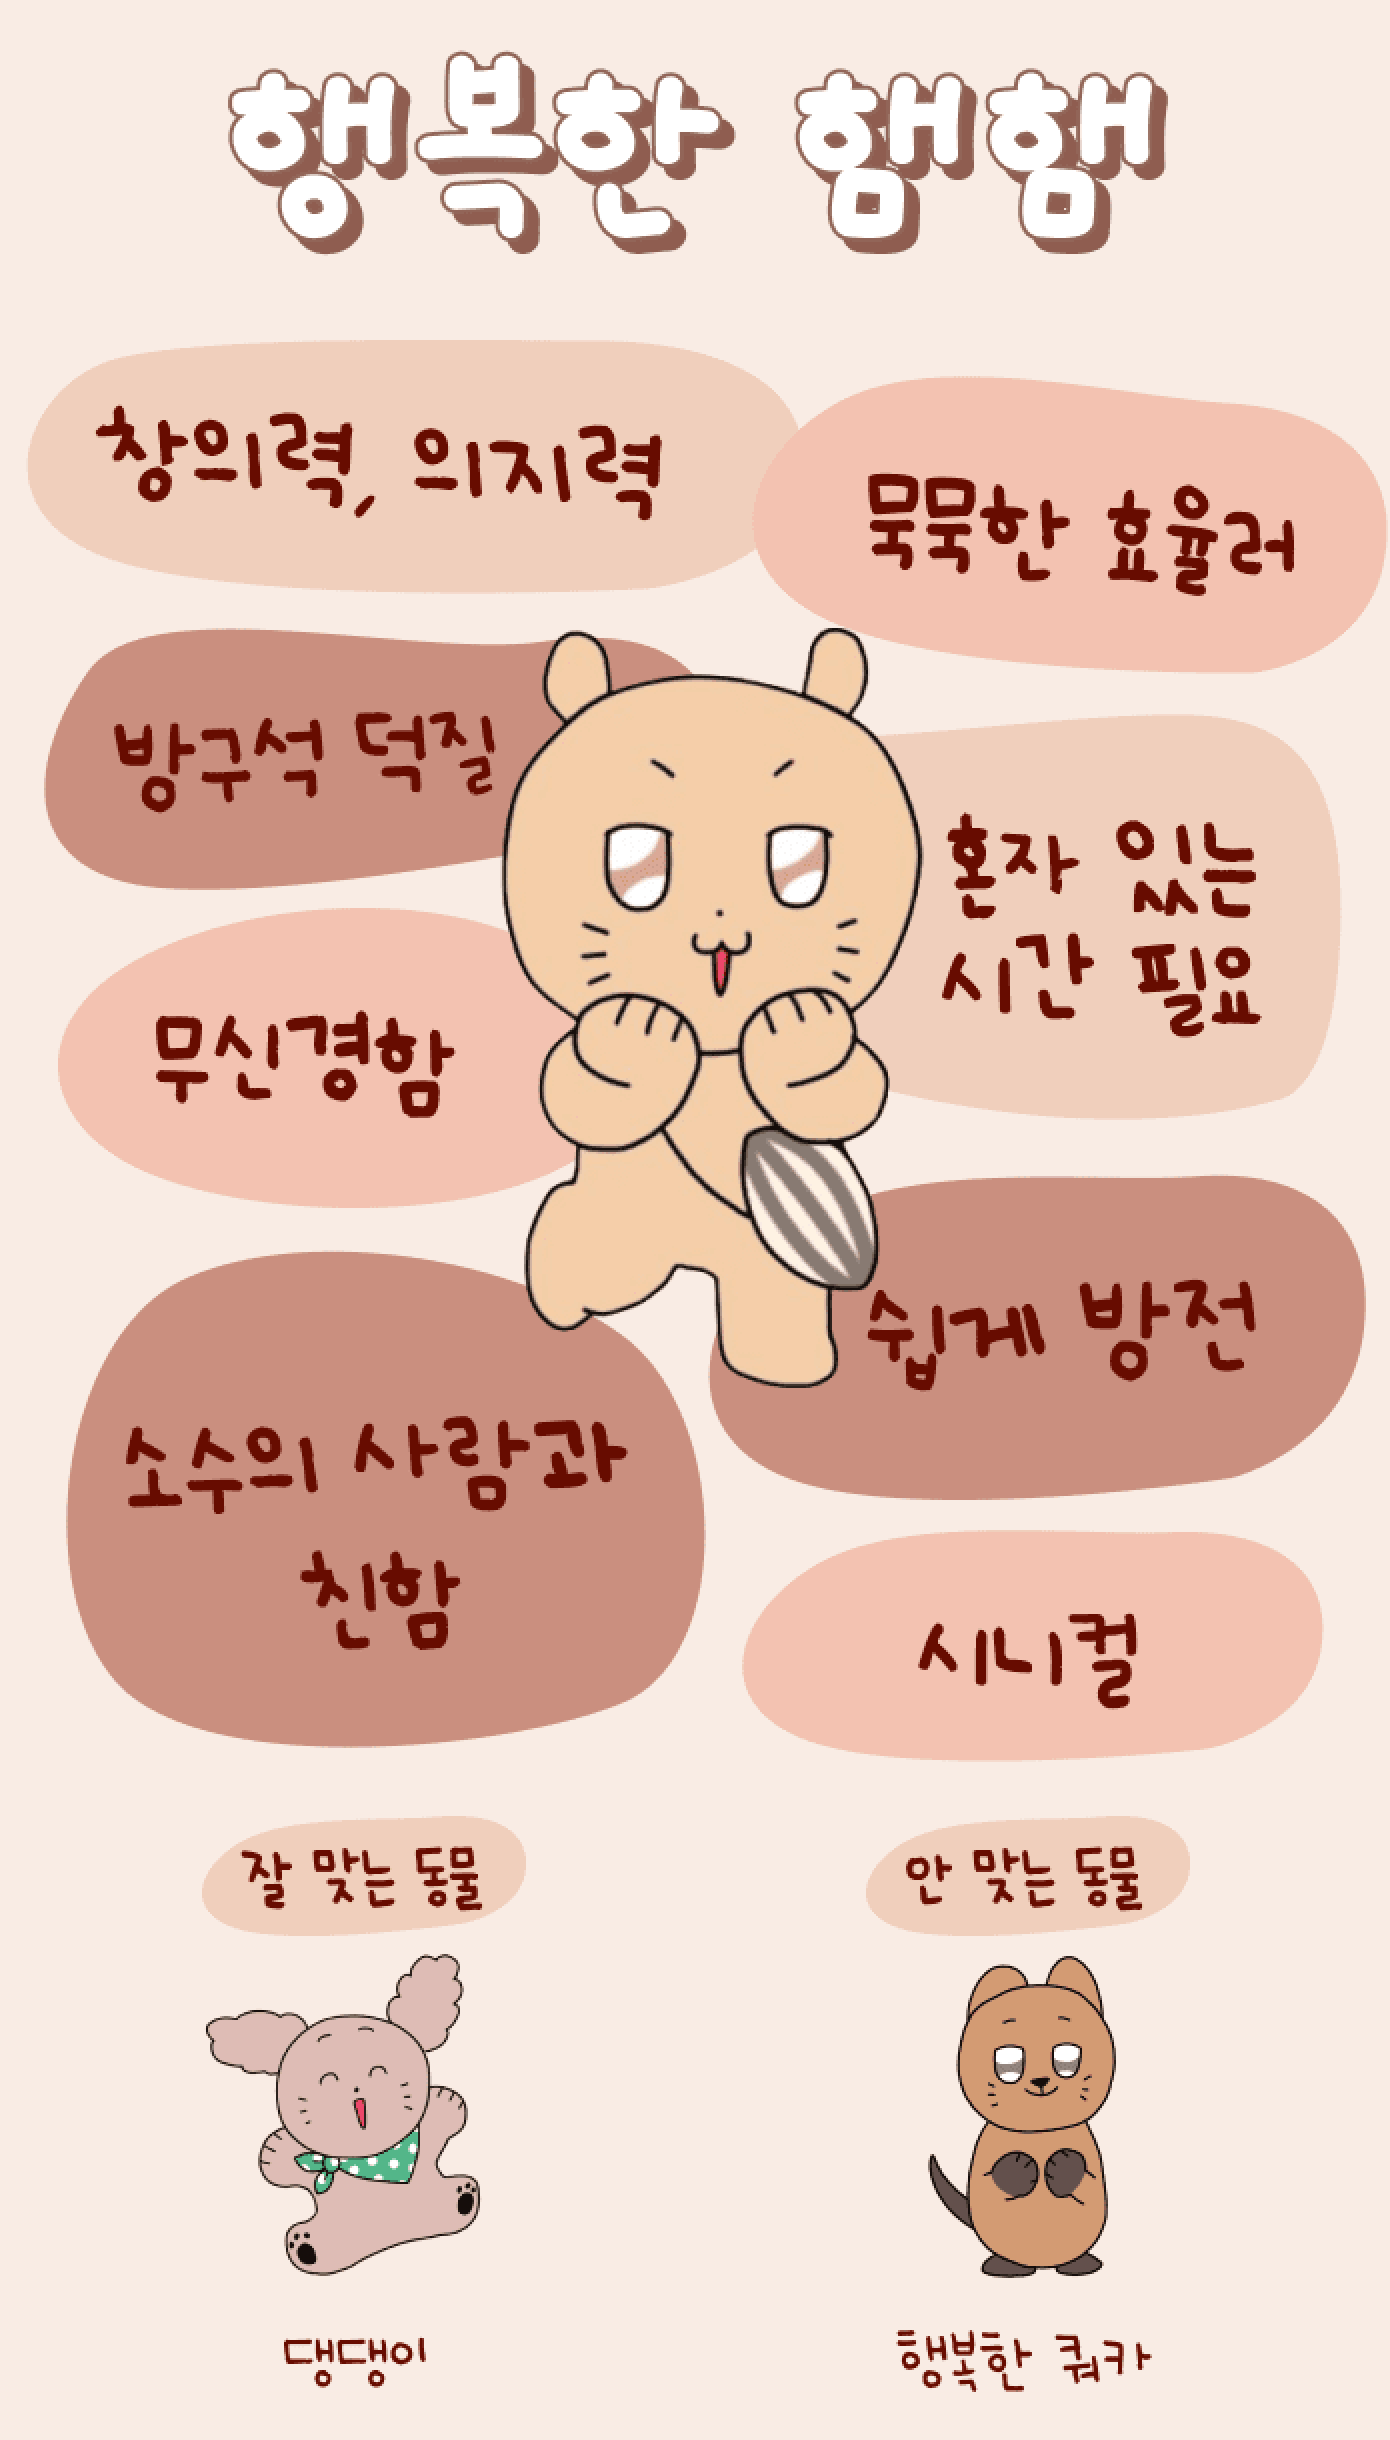 행복한 햄햄
창의력, 의지력
묵묵한 효율러
방구석 덕질
혼자 있는
시간 필요
무신경함
쉽게 방전
소수의 사람과
친함
시니컬
잘 맞는 동물
안 맞는 동물
댕댕이
행복한 쿼카